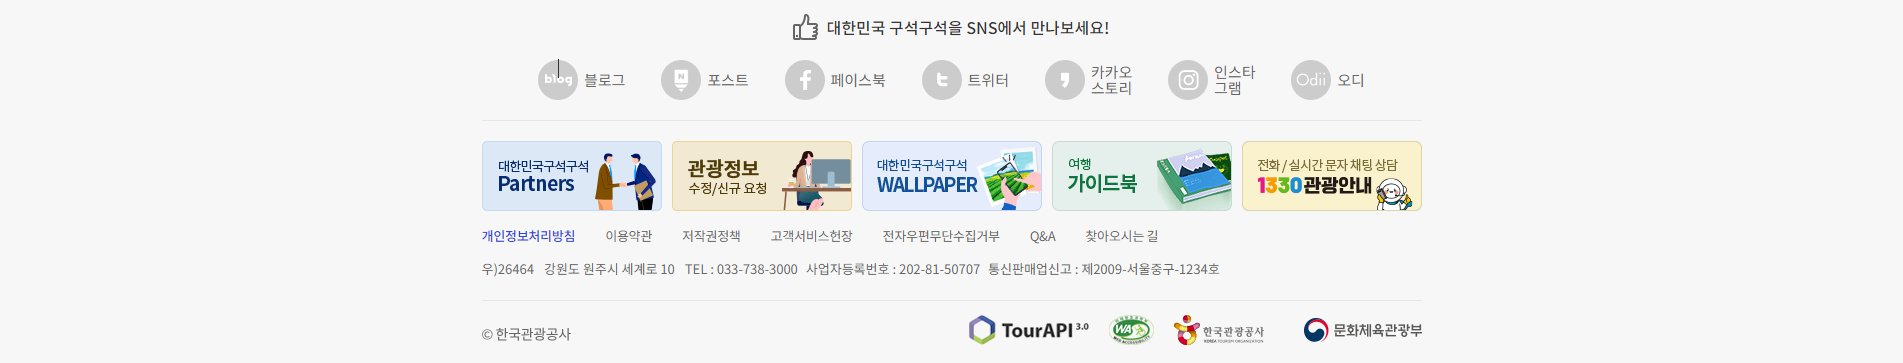 대한민국 구석구석을 SNS에서 만나보세요!
blog 블로그
N 포스트
페이스북
트위터
카카오
스토리
인스타
그램
Odii 오디
대한민국구석구석
Partners
관광정보
수정/신규 요청
대한민국구석구석
WALLPAPER
여행
가이드북
전화 / 실시간 문자 채팅 상담
1330 관광안내
개인정보처리방침 이용약관 저작권정책 고객서비스헌장 전자우편무단수집거부 Q&A 찾아오시는 길
우)26464 강원도 원주시 세계로 10 TEL : 033-738-3000 사업자등록번호 : 202-81-50707 통신판매업신고 : 제2009-서울중구-1234호
© 한국관광공사
TourAPI 3.0
WA
WEB ACCESSIBILITY
한국관광공사
KOREA TOURISM ORGANIZATION
문화체육관광부